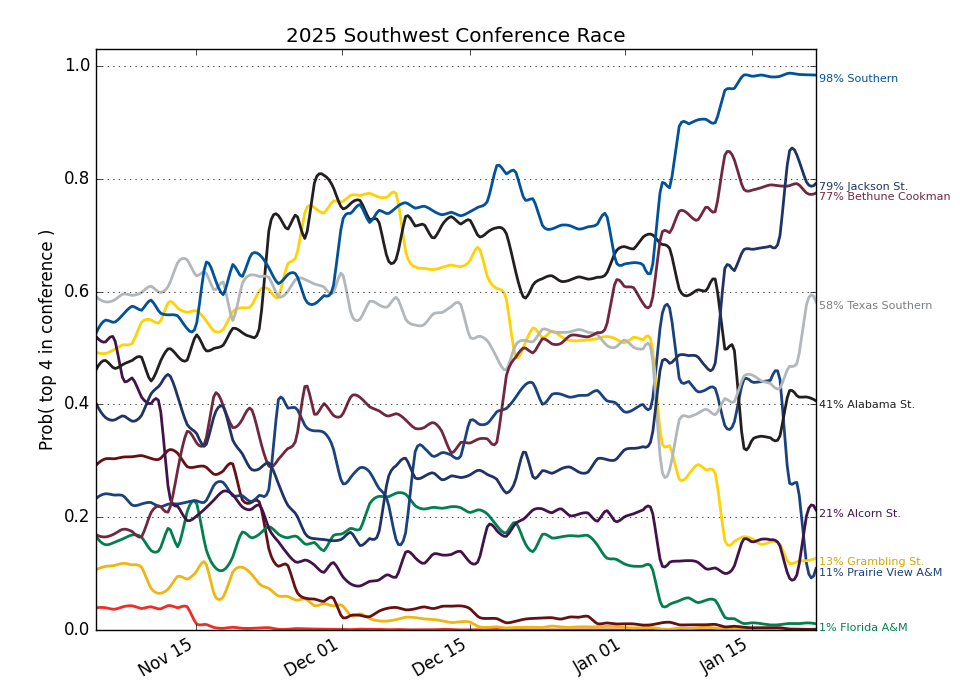 2025 Southwest Conference Race
Prob( top 4 in conference )
1.0
0.8
0.6
0.4
0.2
0.0
Nov 15
Dec 01
Dec 15
Jan 01
Jan 15
98% Southern
79% Jackson St.
77% Bethune Cookman
58% Texas Southern
41% Alabama St.
21% Alcorn St.
13% Grambling St.
11% Prairie View A&M
1% Florida A&M